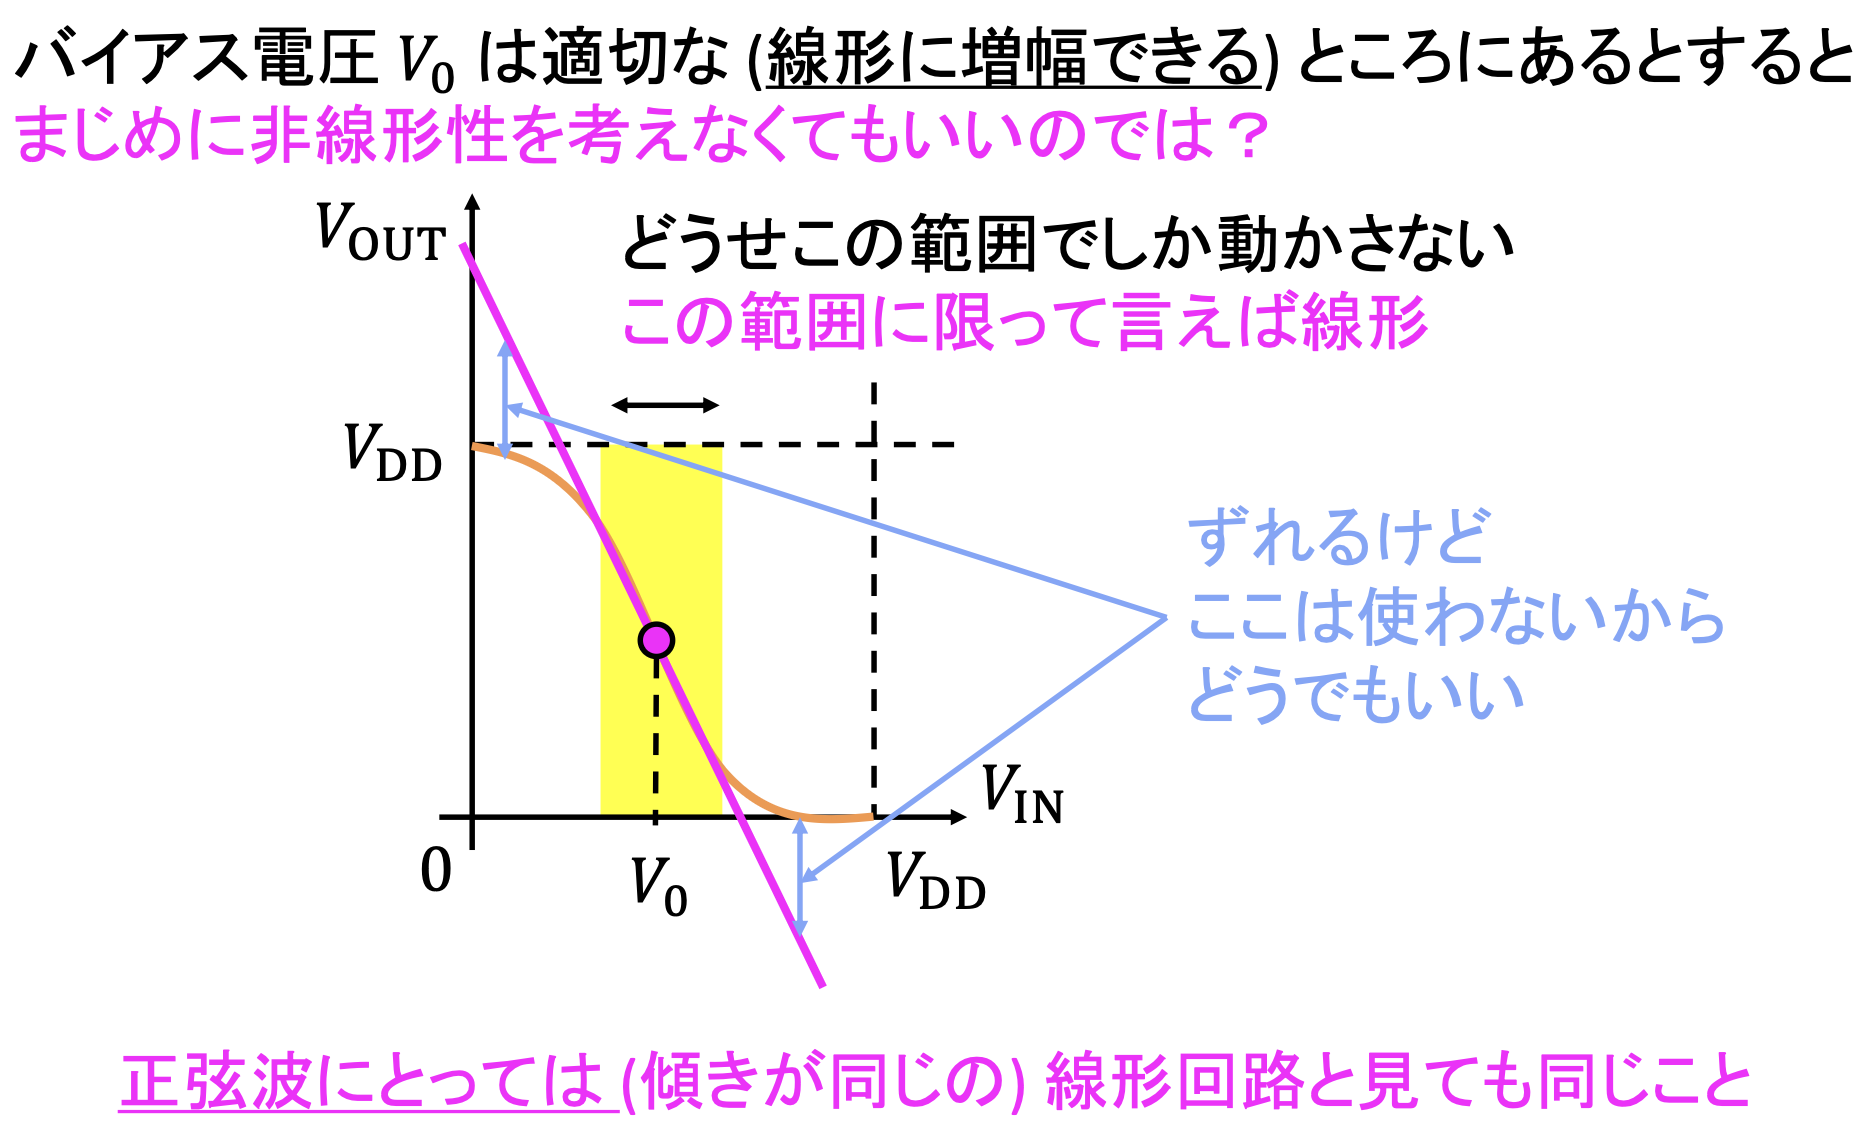 バイアス電圧 V0 は適切な (線形に増幅できる) ところにあるとすると
まじめに非線形性を考えなくてもいいのでは？
VOUT
どうせこの範囲でしか動かさない
この範囲に限って言えば線形
VDD
ずれるけど
ここは使わないから
どうでもいい
VIN
0
V0
VDD
正弦波にとっては (傾きが同じの) 線形回路と見ても同じこと